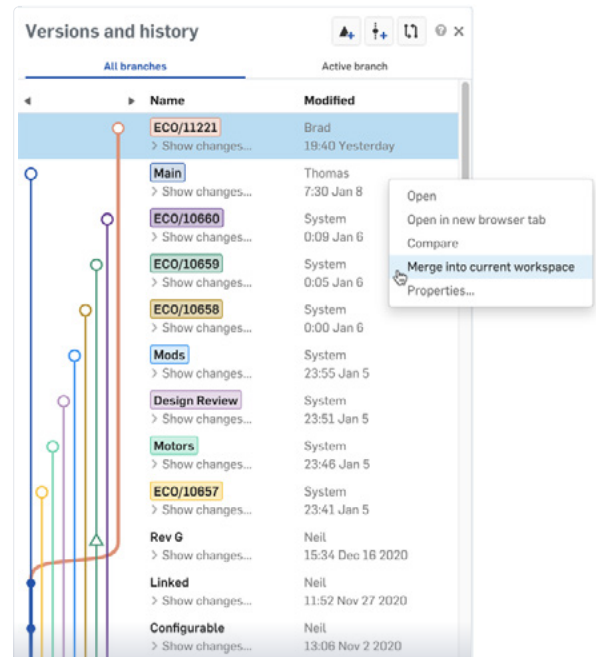 Versions and history
All branches Active branch
Name Modified
ECO/11221 Brad
> Show changes... 19:40 Yesterday
Main Thomas
> Show changes... 7:30 Jan 8
Open
ECO/10660 System
Open in new browser tab
> Show changes... 0:09 Jan 6
Compare
ECO/10659 System
Merge into current workspace
> Show changes... 0:05 Jan 6
Properties...
ECO/10658 System
> Show changes... 0:00 Jan 6
Mods System
> Show changes... 23:55 Jan 5
Design Review System
> Show changes... 23:51 Jan 5
Motors System
> Show changes... 23:46 Jan 5
ECO/10657 System
> Show changes... 23:41 Jan 5
Rev G Neil
> Show changes... 15:34 Dec 16 2020
Linked Neil
> Show changes... 11:52 Nov 27 2020
Configurable Neil
> Show changes... 13:06 Nov 2 2020